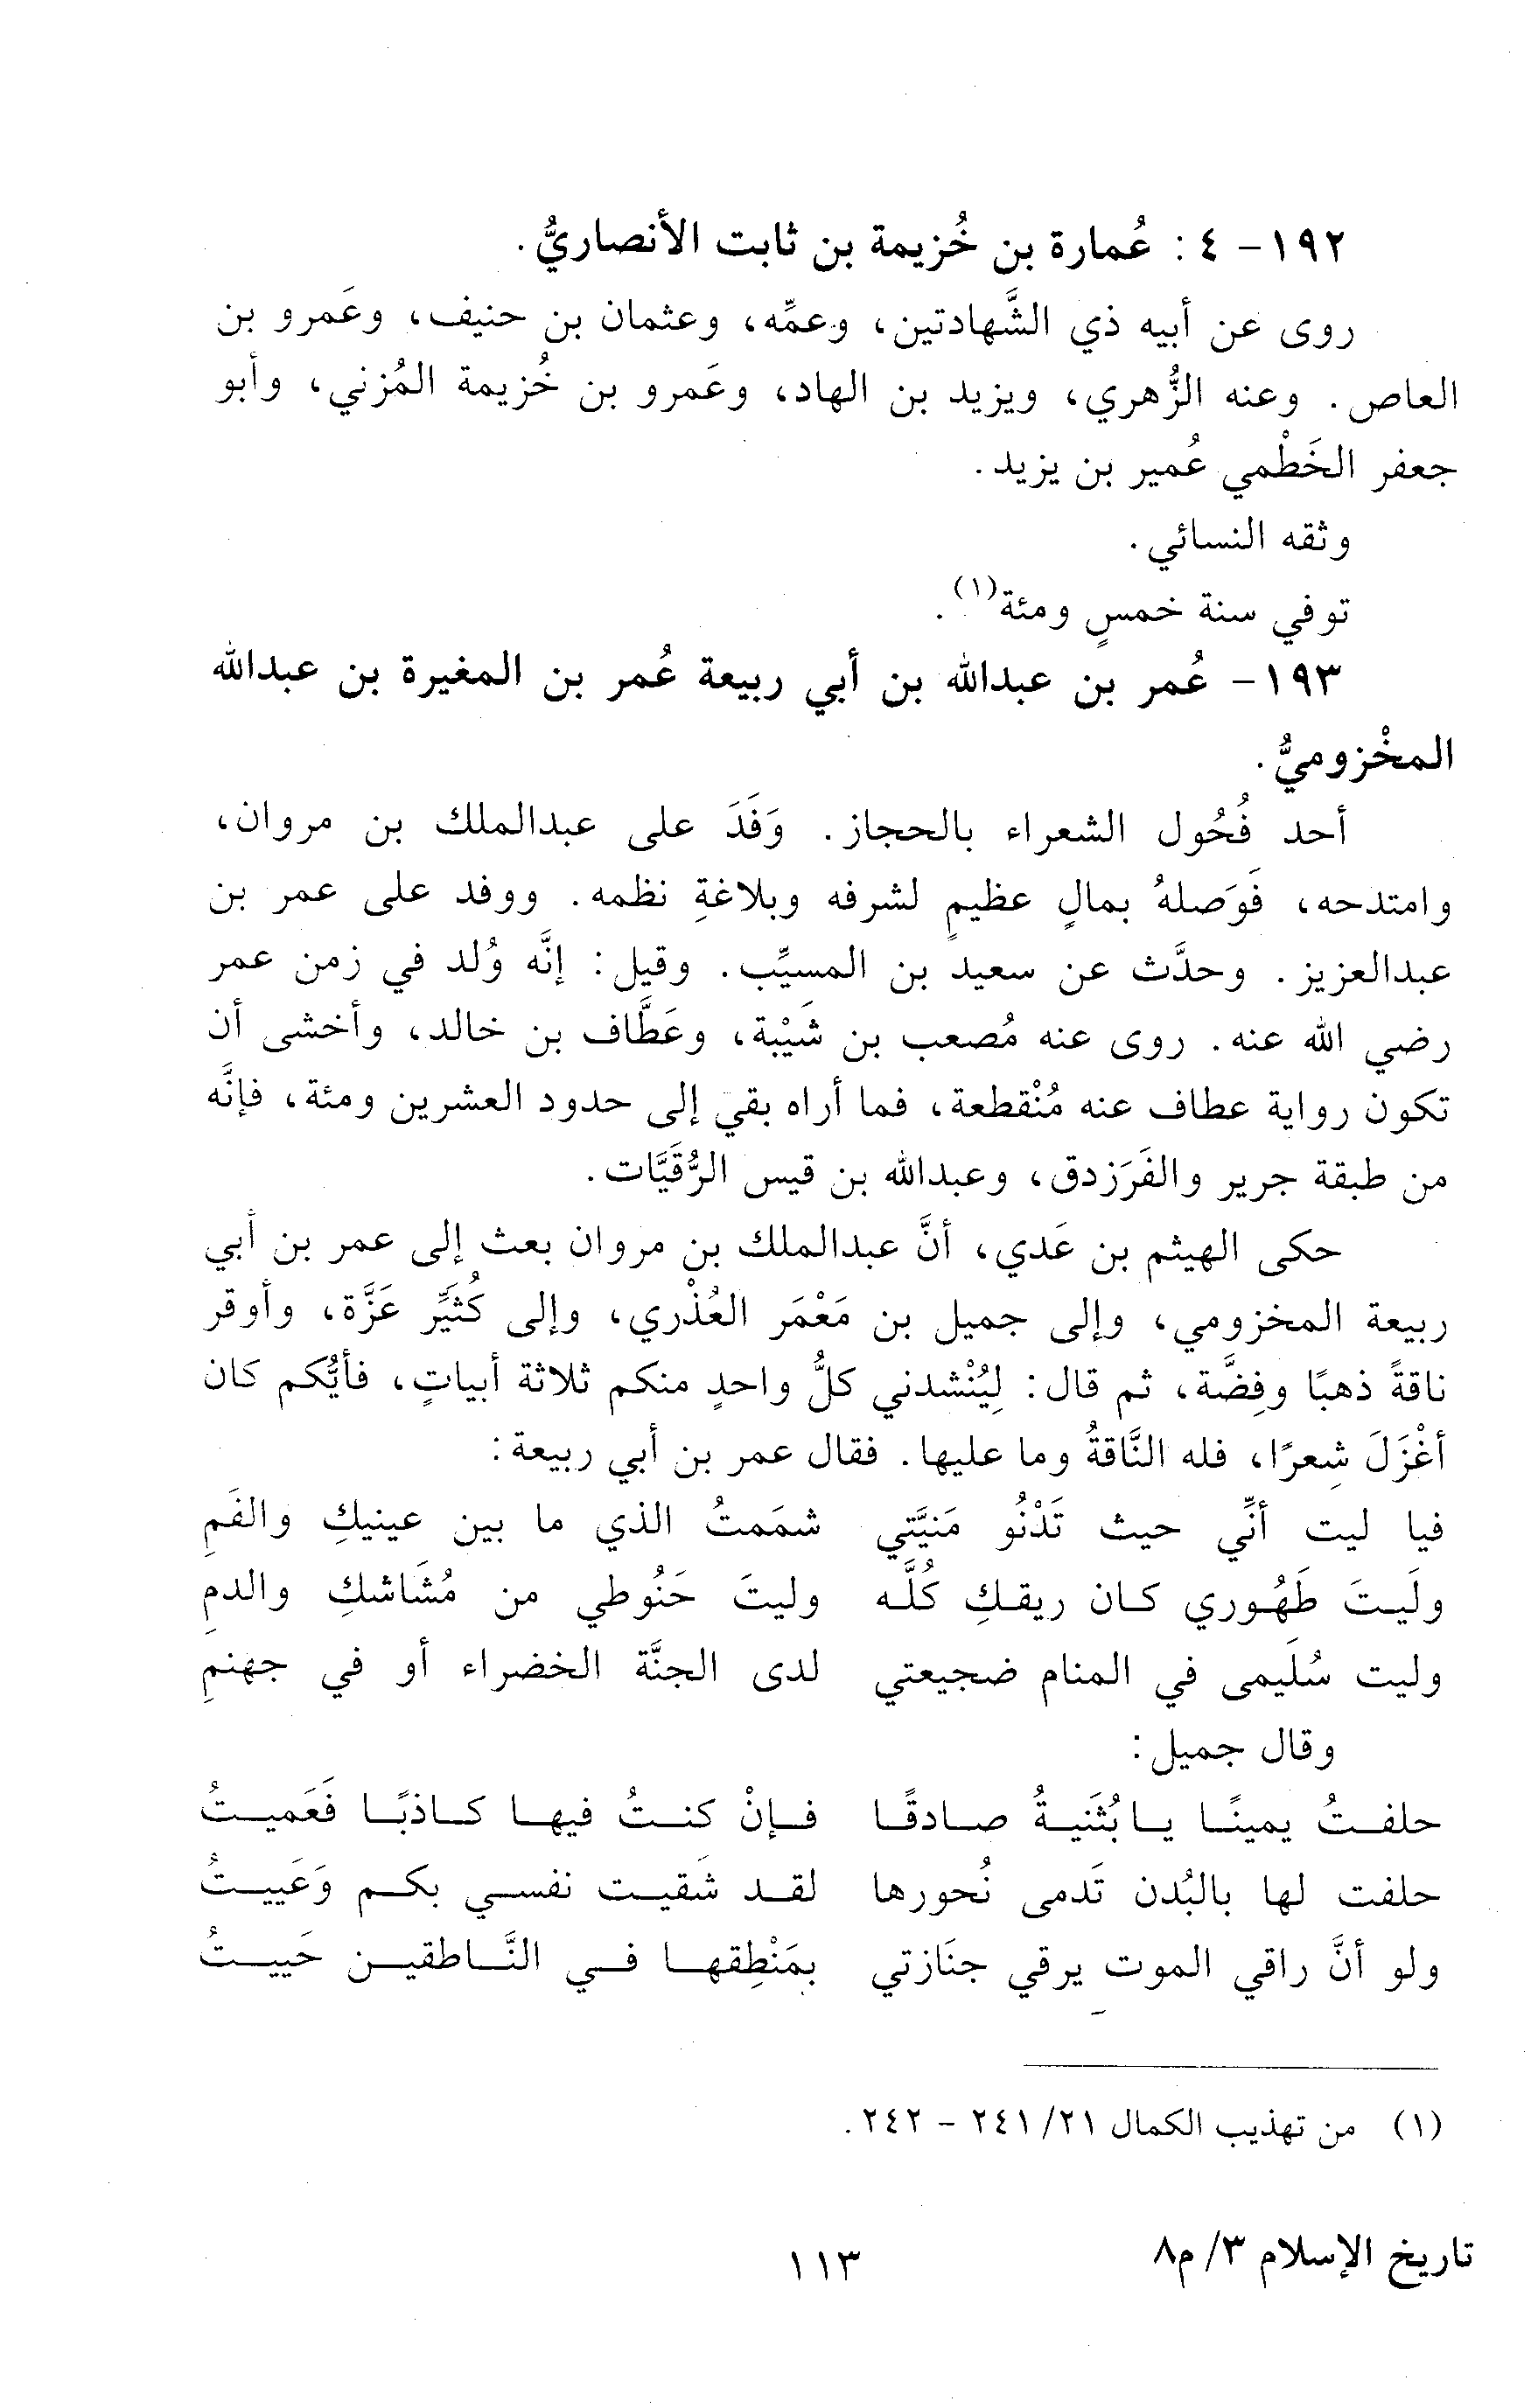 ١٩٢- ٤: عُمارة بن خُزيمة بن ثابت الأنصاريُّ.
روى عن أبيه ذي الشَّهادتين، وعمِّه، وعثمان بن حنيف، وعَمرو بن
العاص. وعنه الزُّهري، ويزيد بن الهاد، وعَمرو بن خُزيمة المُزني، وأبو
جعفر الخَطْمي عُمير بن يزيد.
وثقه النسائي.
توفي سنة خمسٍ ومئة(١).
١٩٣- عُمر بن عبدالله بن أبي ربيعة عُمر بن المغيرة بن عبدالله
المخْزوميُّ.
أحد فُحُول الشعراء بالحجاز. وَفَدَ على عبدالملك بن مروان،
وامتدحه، فَوَصلهُ بمالٍ عظيمٍ لشرفه وبلاغةِ نظمه. ووفد على عمر بن
عبدالعزيز. وحدَّث عن سعيد بن المسيِّب. وقيل: إنَّه وُلد في زمن عمر
رضي الله عنه. روى عنه مُصعب بن شَيْبة، وعَطَّاف بن خالد، وأخشى أن
تكون رواية عطاف عنه مُنْقطعة، فما أراه بقي إلى حدود العشرين ومئة، فإنَّه
من طبقة جرير والفَرَزدق، وعبدالله بن قيس الرُّقَيَّات.
حكى الهيثم بن عَدي، أنَّ عبدالملك بن مروان بعث إلى عمر بن أبي
ربيعة المخزومي، وإلى جميل بن مَعْمَر العُذْري، وإلى كُثَيِّر عَزَّة، وأوقر
ناقةً ذهبًا وفِضَّة، ثم قال: لِيُنْشدني كلُّ واحدٍ منكم ثلاثة أبياتٍ، فأيُّكم كان
أغْزَلَ شِعرًا، فله النَّاقةُ وما عليها. فقال عمر بن أبي ربيعة:
فيا ليت أنِّي حيث تَدْنُو مَنيَّتي شمَمتُ الذي ما بين عينيكِ والفَمِ
ولَيتَ طَهُوري كان ريقكِ كُلَّه وليتَ حَنُوطي من مُشَاشكِ والدمِ
وليت سُلَيمى في المنام ضجيعتي لدى الجنَّة الخضراء أو في جهنمِ
وقال جميل:
حلفتُ يمينًا يا بُثَنيةُ صادقًا فإنْ كنتُ فيها كاذبًا فَعَميتُ
حلفت لها بالبُدن تَدمى نُحورها لقد شَقيت نفسي بكم وَعَييتُ
ولو أنَّ راقي الموت يرقي جنَازتي بمَنْطِقها في النَّاطقين حَييتُ
(١) من تهذيب الكمال ٢١/ ٢٤١ - ٢٤٢.
تاريخ الإسلام ٣/ م٨
١١٣